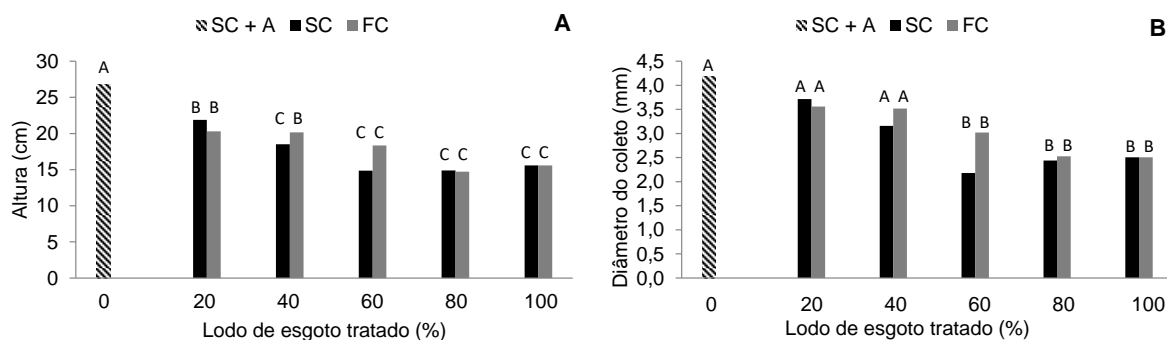 SC + A SC FC
A
Altura (cm)
30
25
20
15
10
5
0
A
B B
C B
C C
C C
C C
0 20 40 60 80 100
Lodo de esgoto tratado (%)
SC + A SC FC
B
Diâmetro do coleto (mm)
4,5
4,0
3,5
3,0
2,5
2,0
1,5
1,0
0,5
0,0
A
A A
A A
B B
B B
B B
0 20 40 60 80 100
Lodo de esgoto tratado (%)